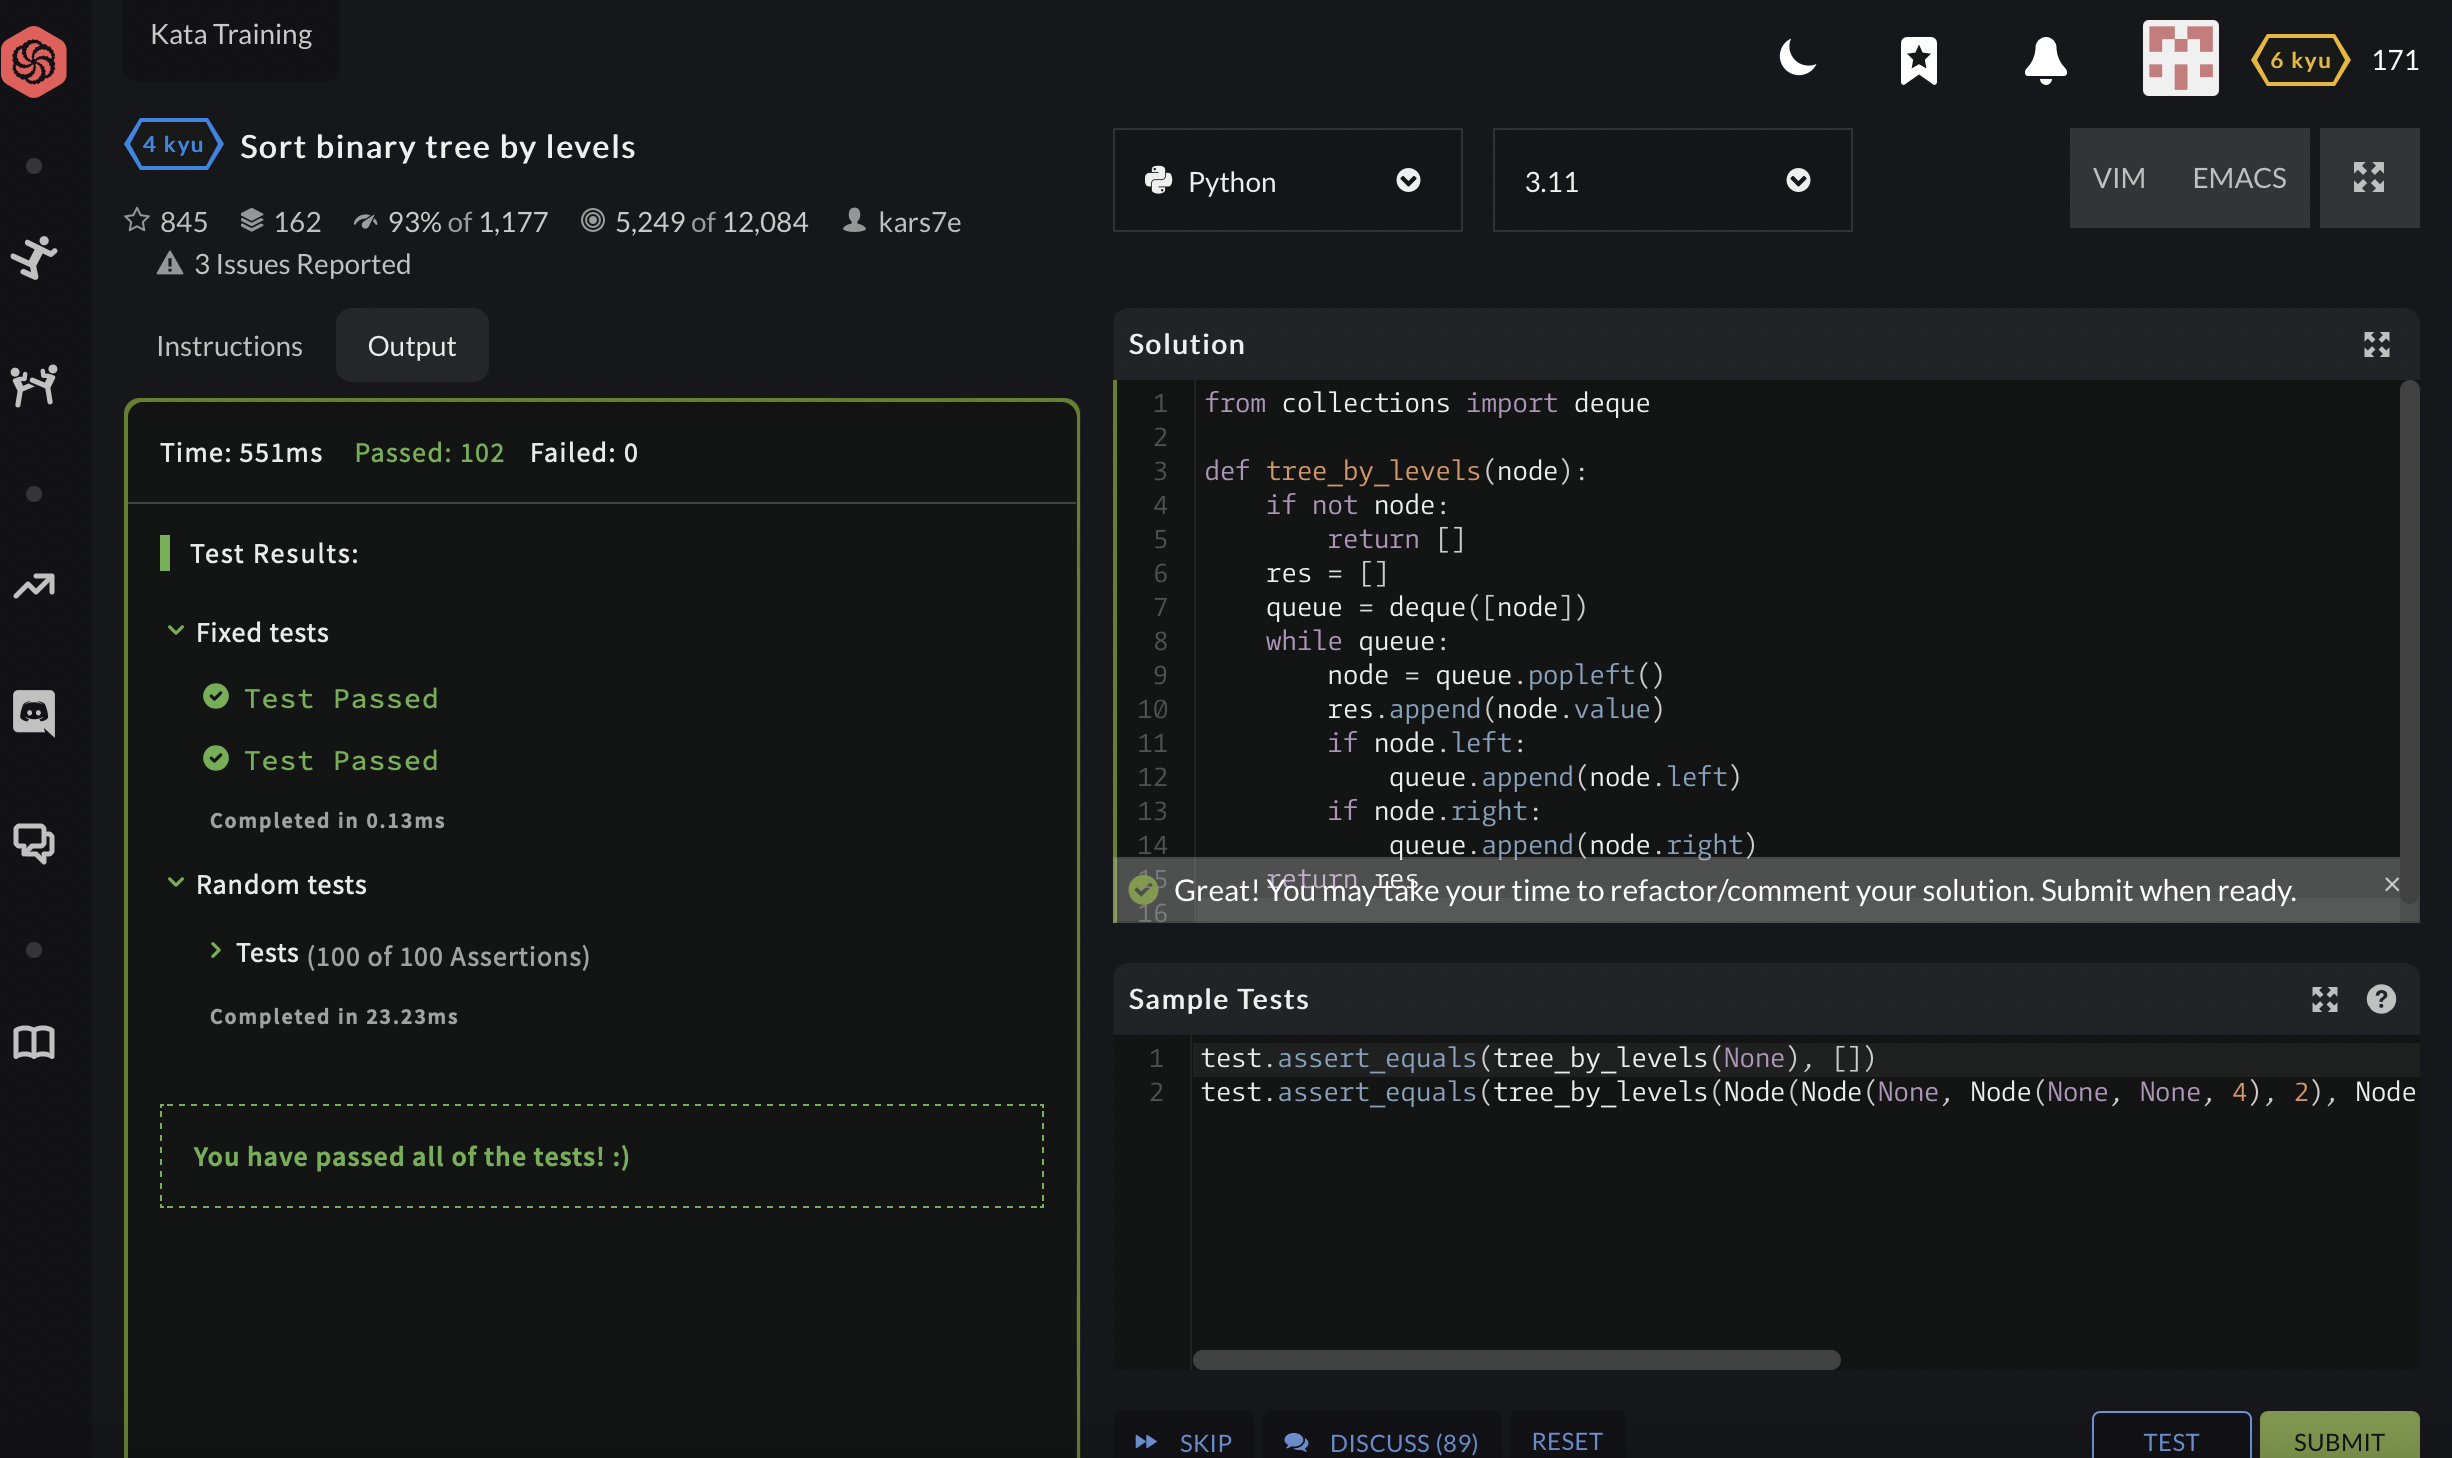 Kata Training
6 kyu 171
4 kyu Sort binary tree by levels
845 162 93% of 1,177 5,249 of 12,084 kars7e
3 Issues Reported
Python 3.11 VIM EMACS
Instructions Output
Time: 551ms Passed: 102 Failed: 0
Test Results:
Fixed tests
Test Passed
Test Passed
Completed in 0.13ms
Random tests
Tests (100 of 100 Assertions)
Completed in 23.23ms
You have passed all of the tests! :)
Solution
1 from collections import deque
2
3 def tree_by_levels(node):
4     if not node:
5         return []
6     res = []
7     queue = deque([node])
8     while queue:
9         node = queue.popleft()
10         res.append(node.value)
11         if node.left:
12             queue.append(node.left)
13         if node.right:
14             queue.append(node.right)
15     return res
Great! You may take your time to refactor/comment your solution. Submit when ready.
16
Sample Tests
1 test.assert_equals(tree_by_levels(None), [])
2 test.assert_equals(tree_by_levels(Node(Node(None, Node(None, None, 4), 2), Node
SKIP DISCUSS (89) RESET TEST SUBMIT